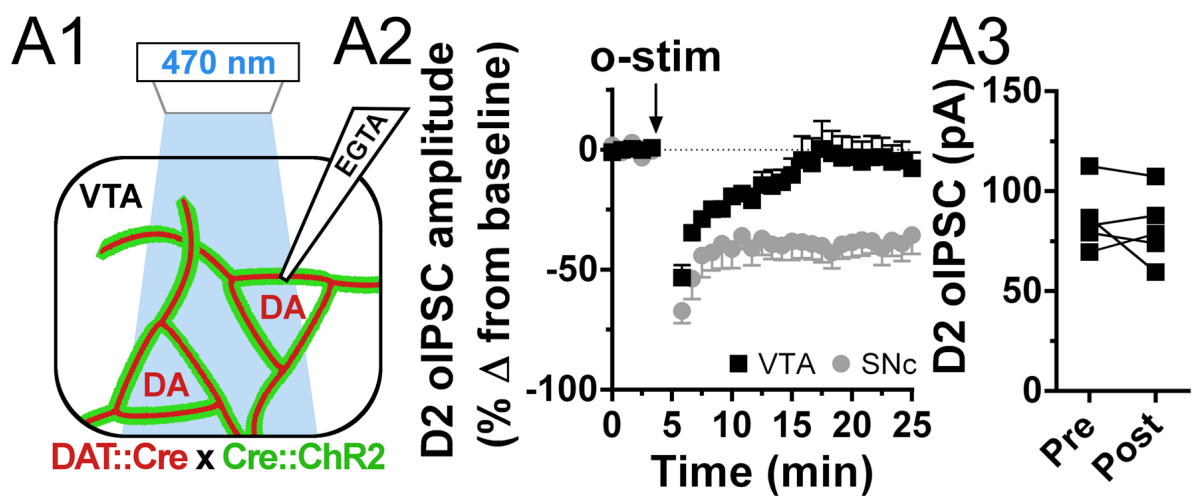 A1
470 nm
EGTA
VTA
DA
DA
DAT::Cre x Cre::ChR2
A2
D2 oIPSC amplitude
(% Δ from baseline)
o-stim
0
-50
-100
VTA
SNc
0
5
10
15
20
25
Time (min)
A3
D2 oIPSC (pA)
150
100
50
0
Pre
Post